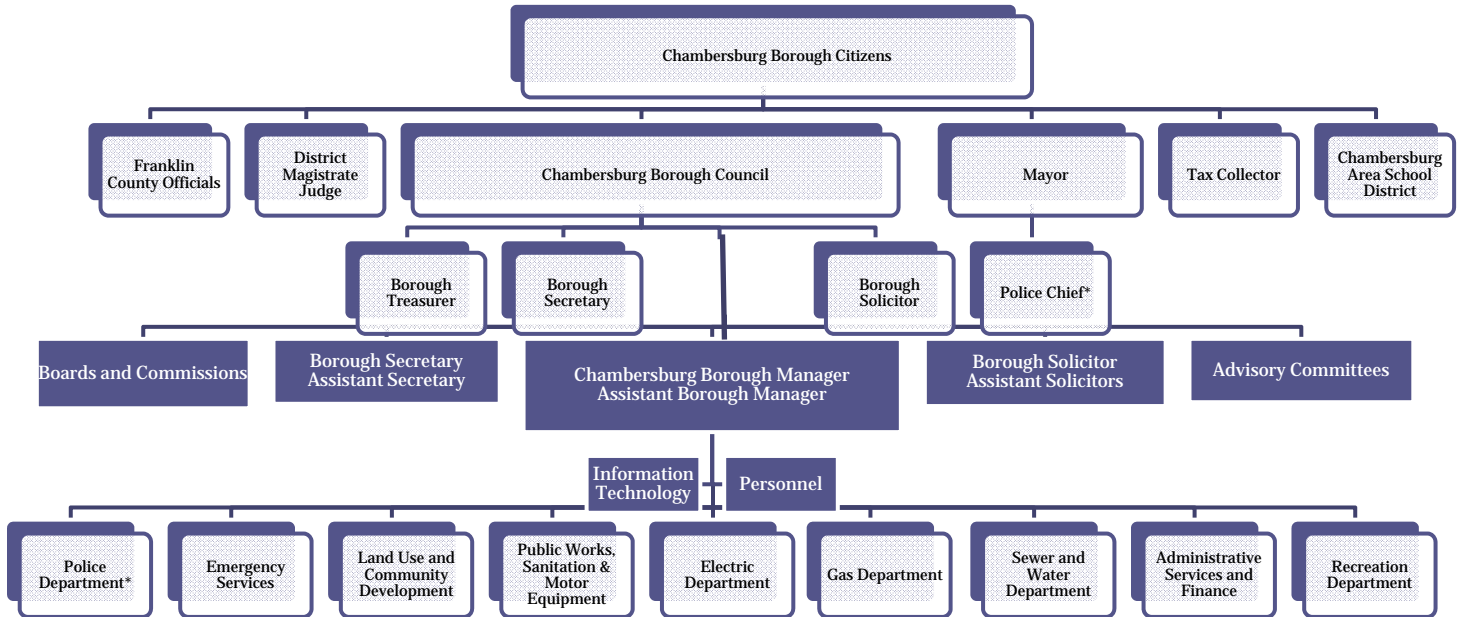 Chambersburg Borough Citizens
Franklin
County Officials
District
Magistrate
Judge
Chambersburg Borough Council
Mayor
Tax Collector
Chambersburg
Area School
District
Borough
Treasurer
Borough
Secretary
Borough
Solicitor
Police Chief*
Boards and Commissions
Borough Secretary
Assistant Secretary
Chambersburg Borough Manager
Assistant Borough Manager
Borough Solicitor
Assistant Solicitors
Advisory Committees
Information
Technology
Personnel
Police
Department*
Emergency
Services
Land Use and
Community
Development
Public Works,
Sanitation &
Motor
Equipment
Electric
Department
Gas Department
Sewer and
Water
Department
Administrative
Services and
Finance
Recreation
Department